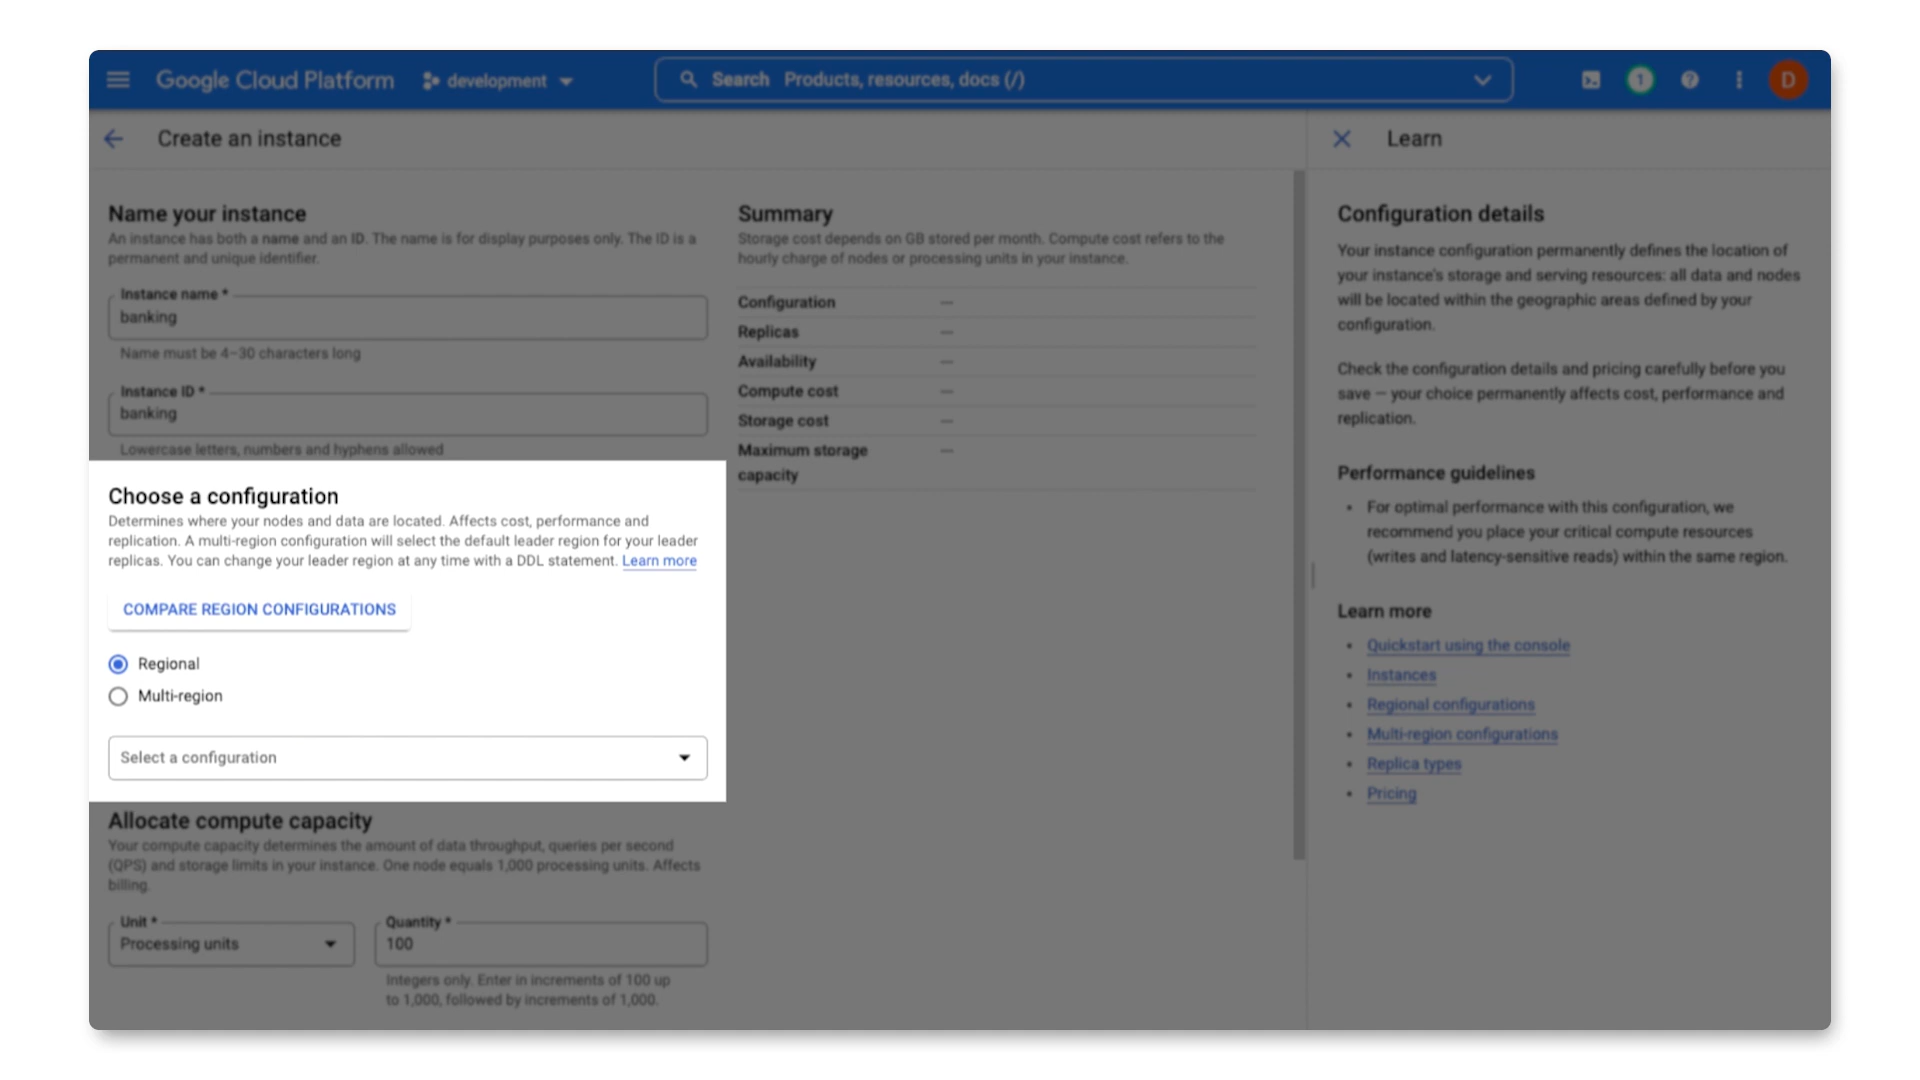 Google Cloud Platform
development
Search Products, resources, docs (/)
1
D
Create an instance
Name your instance
An instance has both a name and an ID. The name is for display purposes only. The ID is a
permanent and unique identifier.
Instance name *
banking
Name must be 4–30 characters long
Instance ID *
banking
Lowercase letters, numbers and hyphens allowed
Choose a configuration
Determines where your nodes and data are located. Affects cost, performance and
replication. A multi-region configuration will select the default leader region for your leader
replicas. You can change your leader region at any time with a DDL statement. Learn more
COMPARE REGION CONFIGURATIONS
Regional
Multi-region
Select a configuration
Allocate compute capacity
Your compute capacity determines the amount of data throughput, queries per second
(QPS) and storage limits in your instance. One node equals 1,000 processing units. Affects
billing.
Unit *
Processing units
Quantity *
100
Integers only. Enter in increments of 100 up
to 1,000, followed by increments of 1,000.
Summary
Storage cost depends on GB stored per month. Compute cost refers to the
hourly charge of nodes or processing units in your instance.
Configuration —
Replicas —
Availability —
Compute cost —
Storage cost —
Maximum storage —
capacity
Learn
Configuration details
Your instance configuration permanently defines the location of
your instance's storage and serving resources: all data and nodes
will be located within the geographic areas defined by your
configuration.
Check the configuration details and pricing carefully before you
save — your choice permanently affects cost, performance and
replication.
Performance guidelines
• For optimal performance with this configuration, we
recommend you place your critical compute resources
(writes and latency-sensitive reads) within the same region.
Learn more
• Quickstart using the console
• Instances
• Regional configurations
• Multi-region configurations
• Replica types
• Pricing